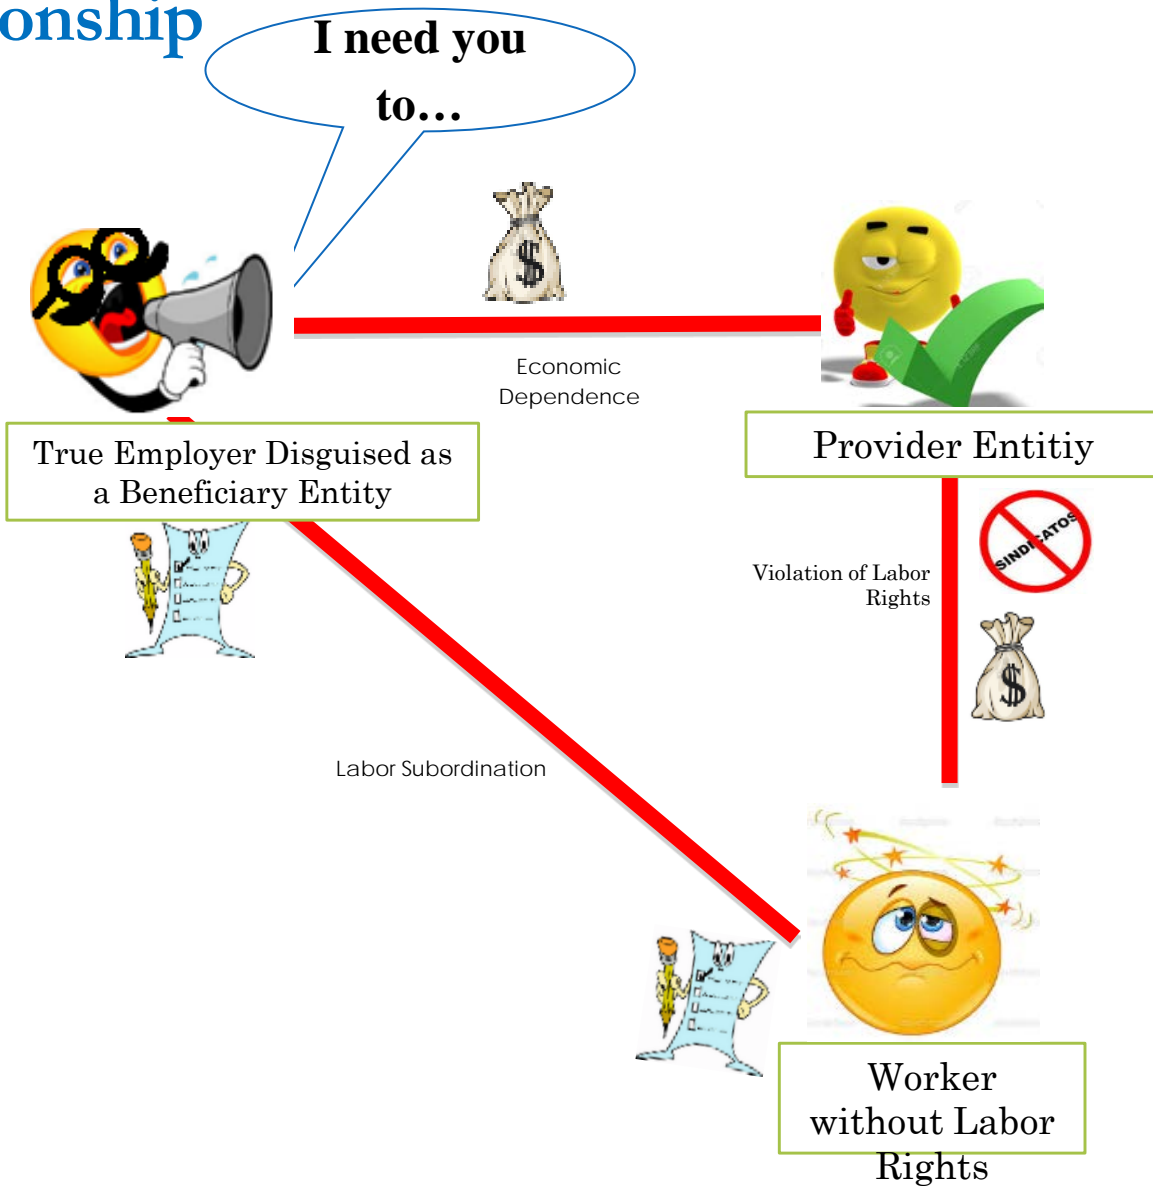 onship
I need you
to…
$
Economic
Dependence
True Employer Disguised as
a Beneficiary Entity
Provider Entitiy
SINDICATOS
Violation of Labor
Rights
$
Labor Subordination
Worker
without Labor
Rights